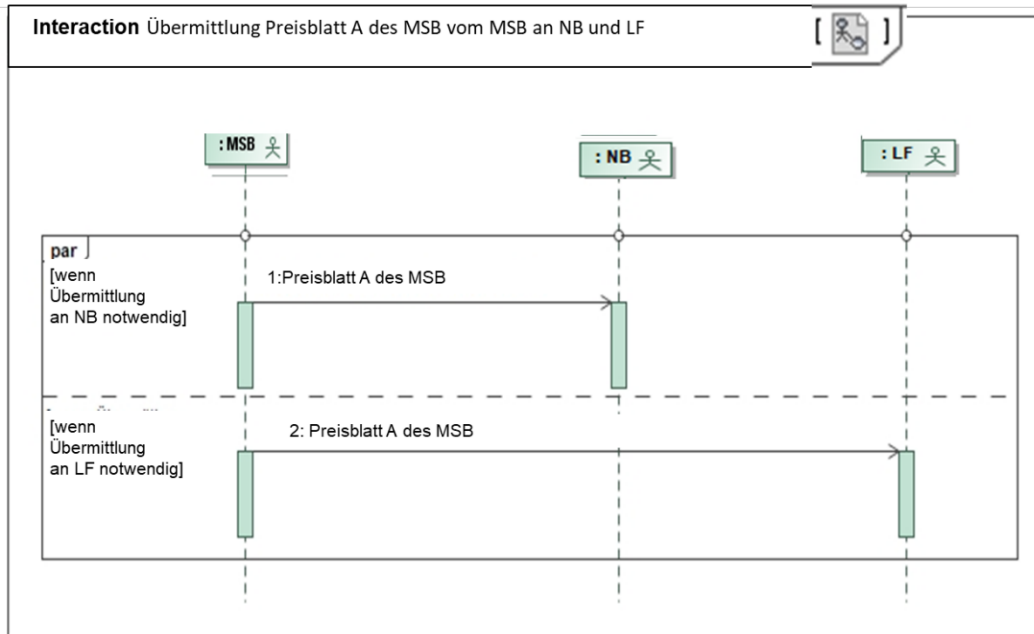 Interaction Übermittlung Preisblatt A des MSB vom MSB an NB und LF
[ ]
: MSB
: NB
: LF
par
[wenn
Übermittlung
an NB notwendig]
1:Preisblatt A des MSB
[wenn
Übermittlung
an LF notwendig]
2: Preisblatt A des MSB